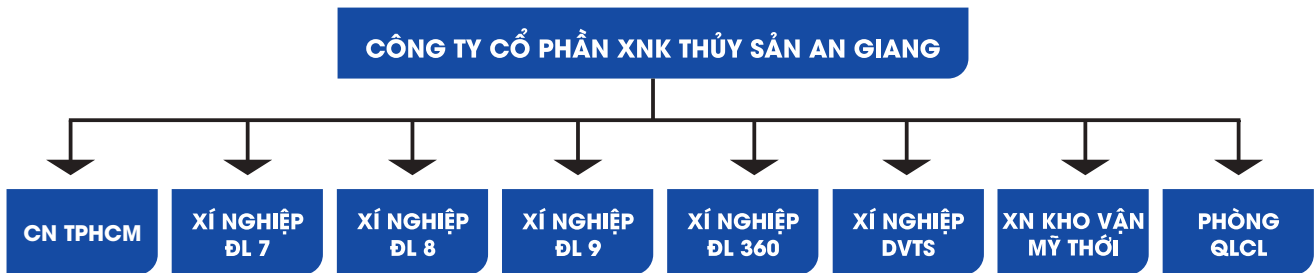 CÔNG TY CỔ PHẦN XNK THỦY SẢN AN GIANG
CN TPHCM
XÍ NGHIỆP
ĐL 7
XÍ NGHIỆP
ĐL 8
XÍ NGHIỆP
ĐL 9
XÍ NGHIỆP
ĐL 360
XÍ NGHIỆP
DVTS
XN KHO VẬN
MỸ THỚI
PHÒNG
QLCL